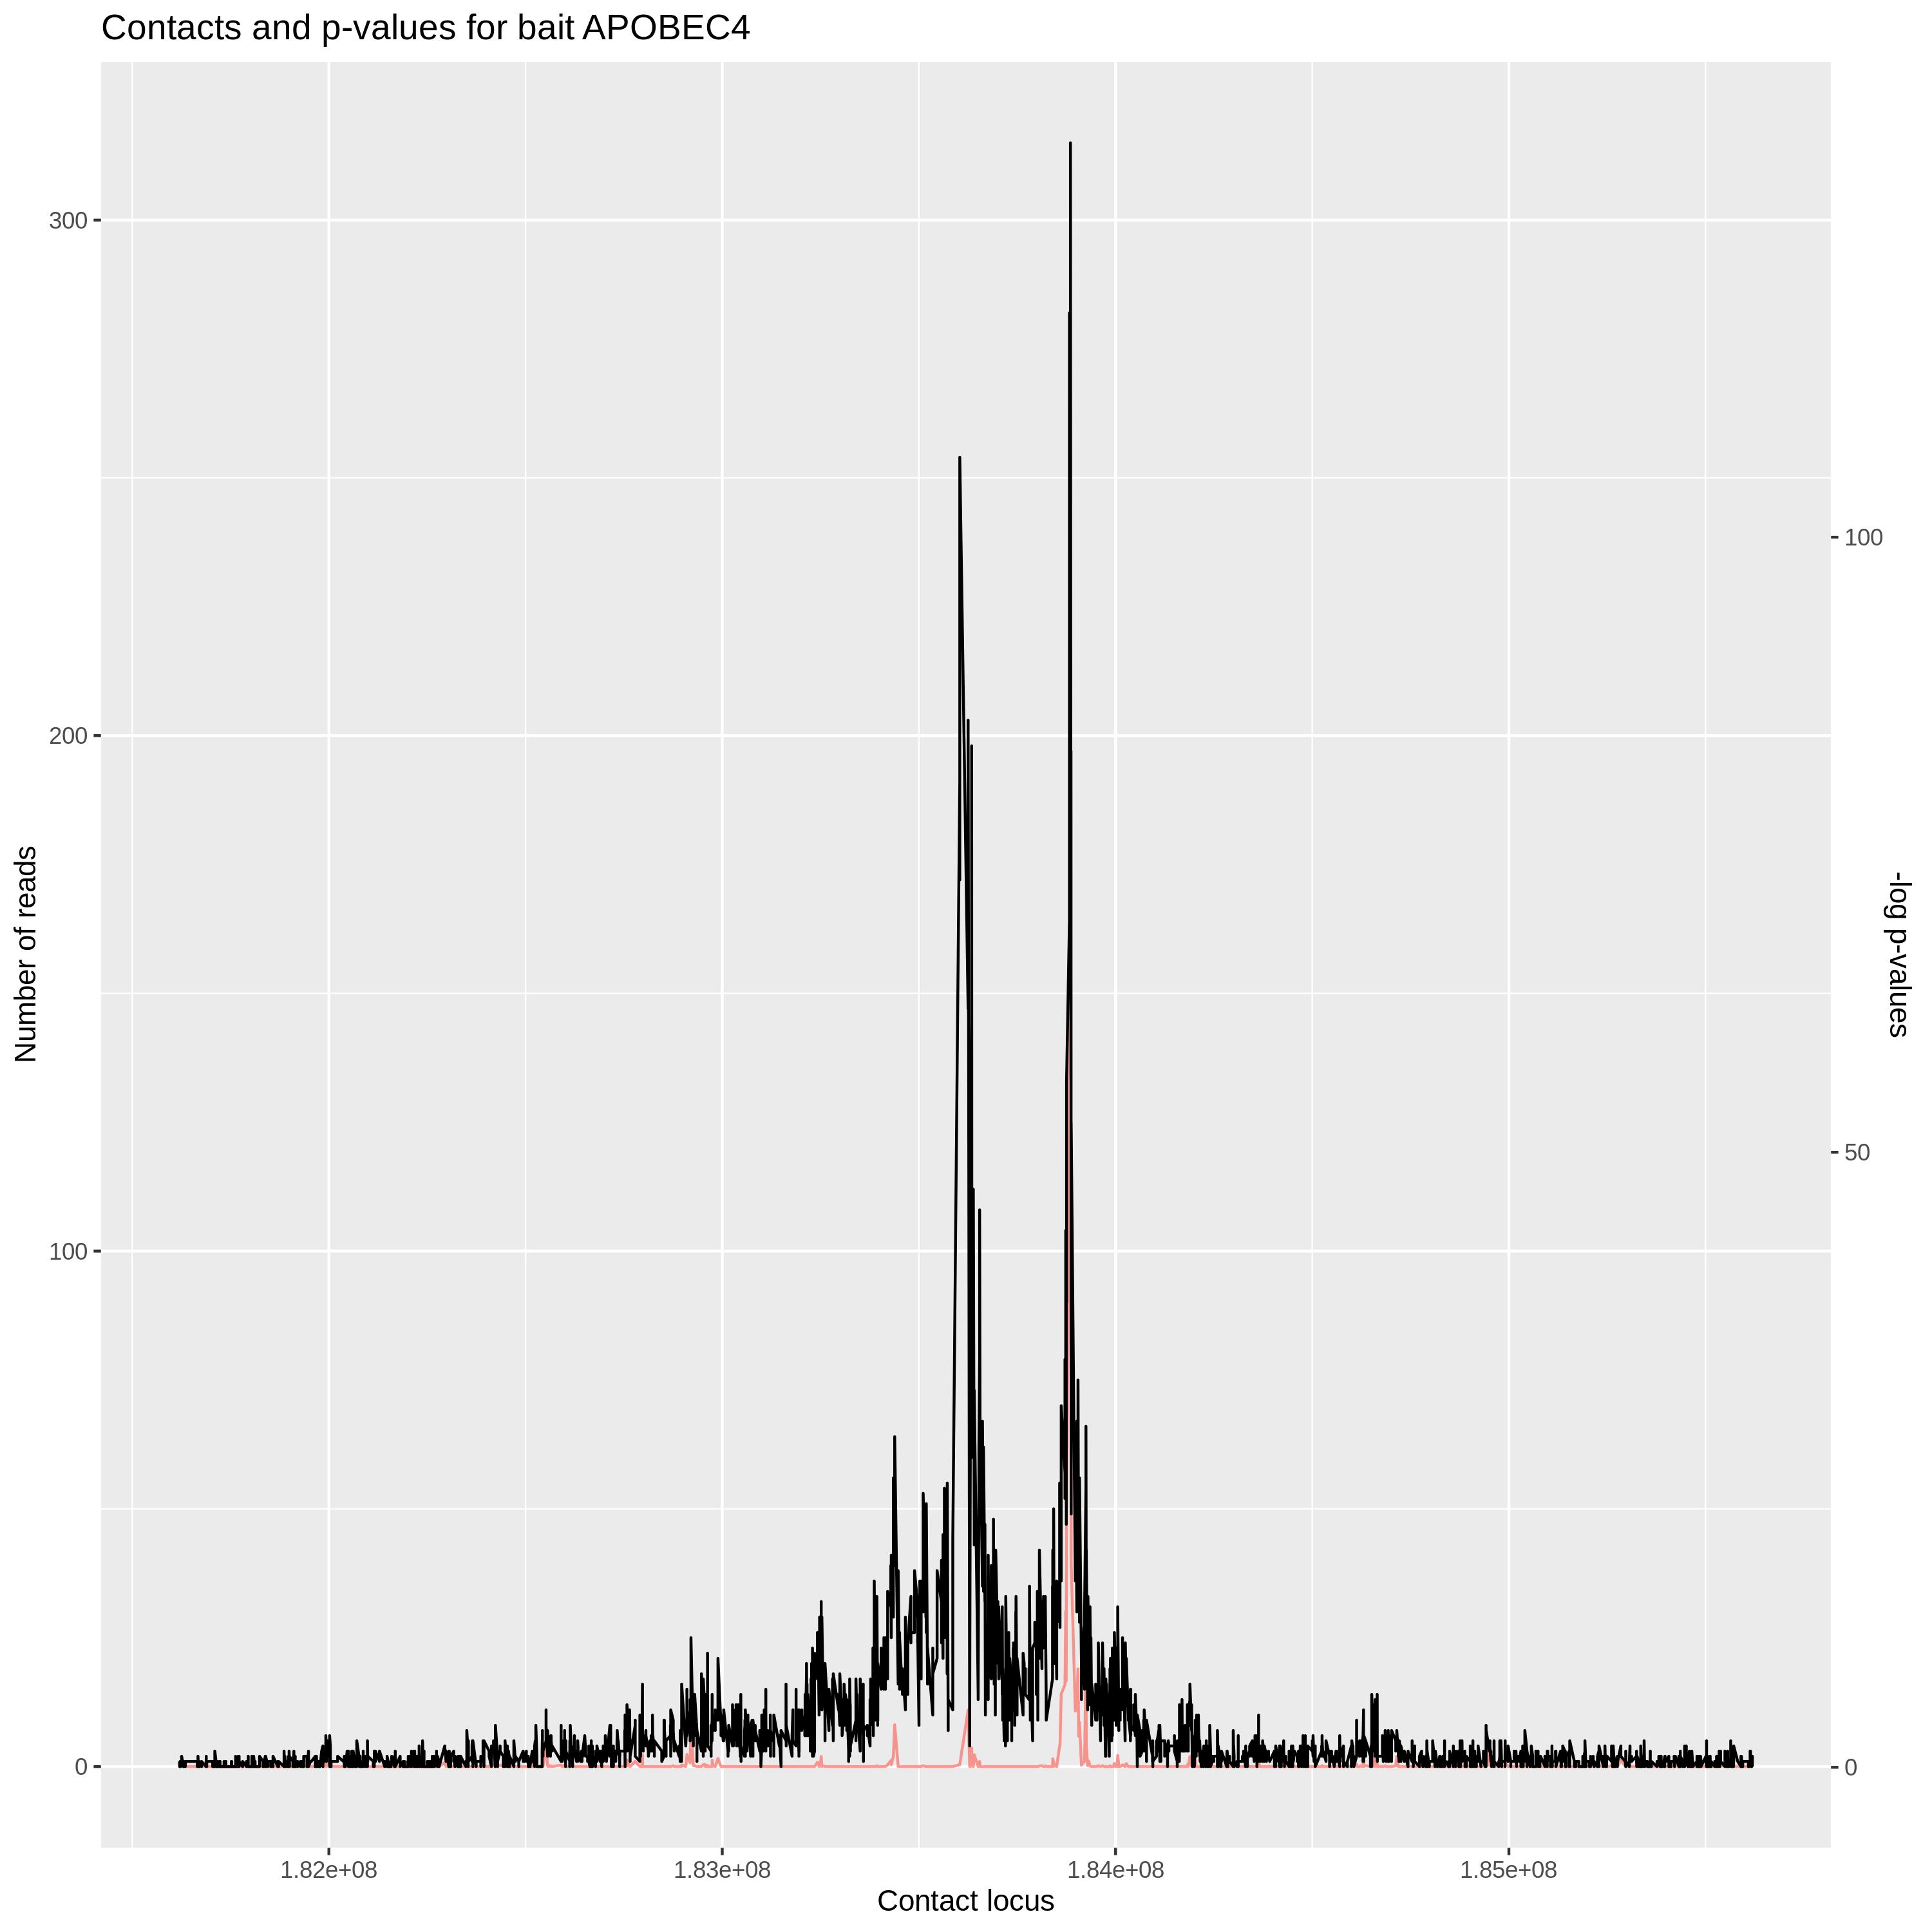 Contacts and p-values for bait APOBEC4
300
200
100
0
Number of reads
100
50
0
-log p-values
1.82e+08
1.83e+08
1.84e+08
1.85e+08
Contact locus